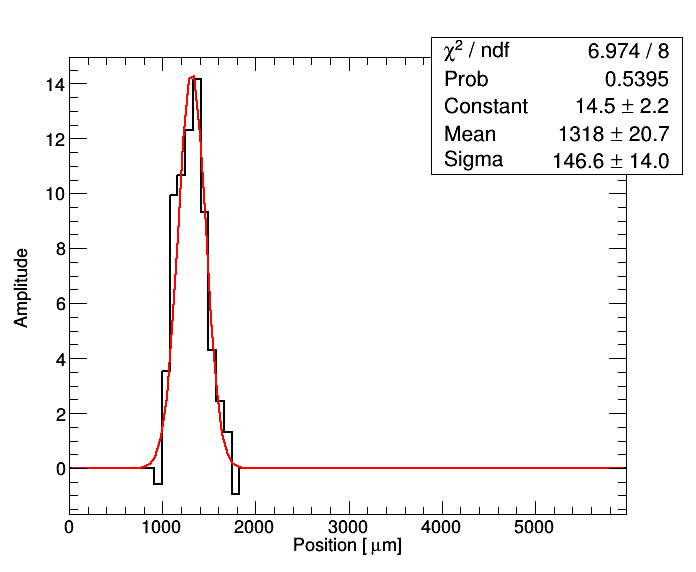 χ² / ndf 6.974 / 8
Prob 0.5395
Constant 14.5 ± 2.2
Mean 1318 ± 20.7
Sigma 146.6 ± 14.0
14
12
10
8
6
4
2
0
Amplitude
0 1000 2000 3000 4000 5000
Position [ μm]